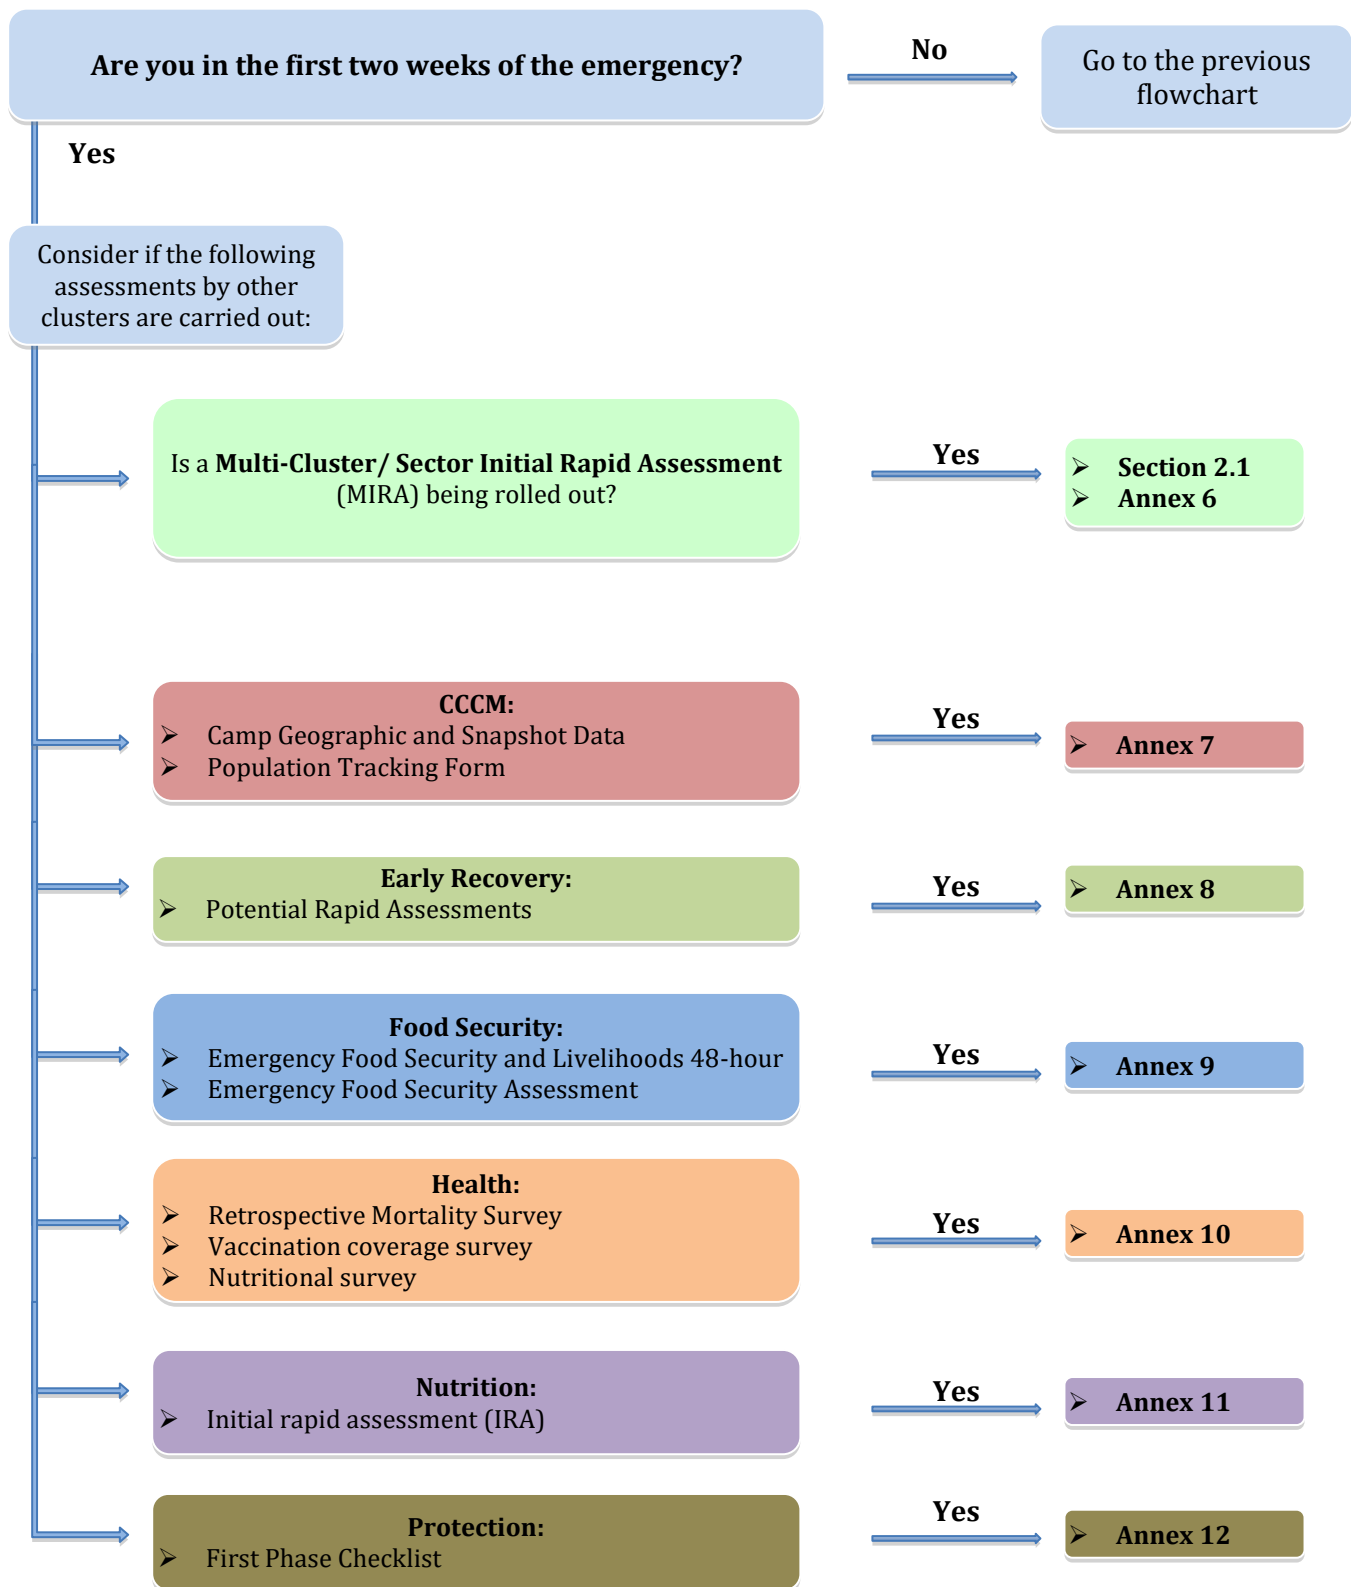 Are you in the first two weeks of the emergency?
No
Go to the previous
flowchart
Yes
Consider if the following
assessments by other
clusters are carried out:
Is a Multi-Cluster/ Sector Initial Rapid Assessment
(MIRA) being rolled out?
Yes
➢ Section 2.1
➢ Annex 6
CCCM:
➢ Camp Geographic and Snapshot Data
➢ Population Tracking Form
Yes
➢ Annex 7
Early Recovery:
➢ Potential Rapid Assessments
Yes
➢ Annex 8
Food Security:
➢ Emergency Food Security and Livelihoods 48-hour
➢ Emergency Food Security Assessment
Yes
➢ Annex 9
Health:
➢ Retrospective Mortality Survey
➢ Vaccination coverage survey
➢ Nutritional survey
Yes
➢ Annex 10
Nutrition:
➢ Initial rapid assessment (IRA)
Yes
➢ Annex 11
Protection:
➢ First Phase Checklist
Yes
➢ Annex 12